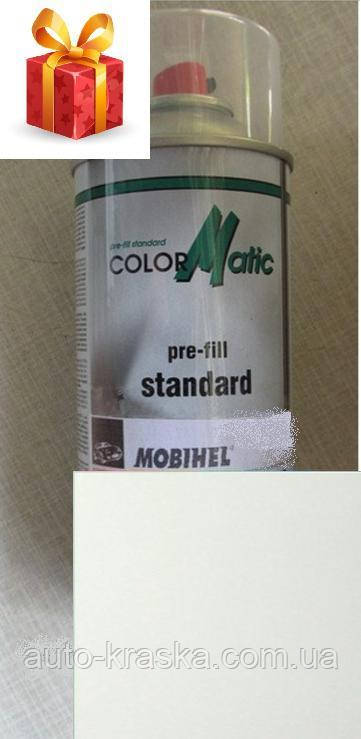 pre-fill standard
COLORMatic
pre-fill
standard
MOBIHEL
auto-kraska.com.ua